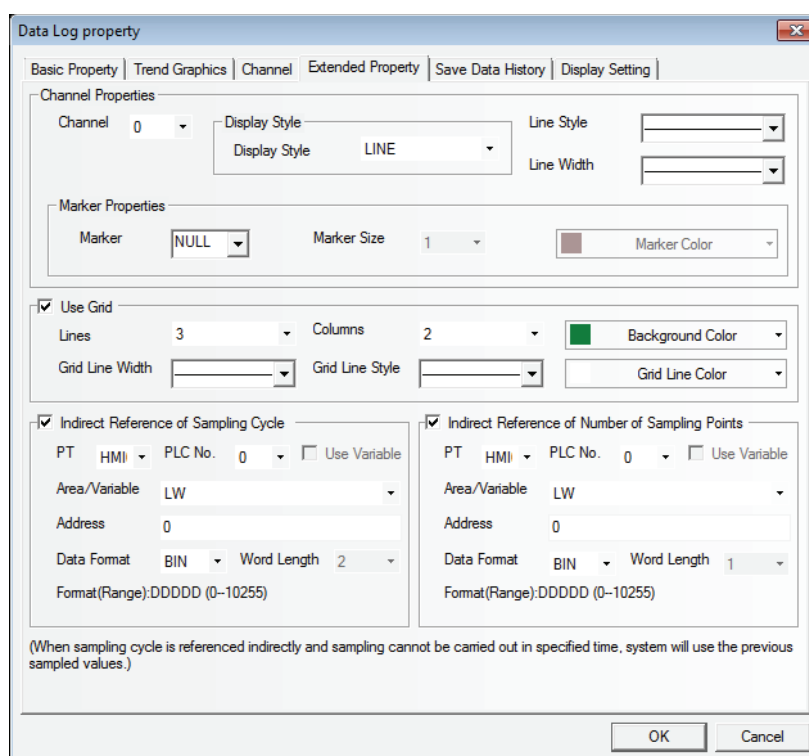 Data Log property
Basic Property Trend Graphics Channel Extended Property Save Data History Display Setting
Channel Properties
Channel 0 Display Style Line Style
Display Style LINE
Line Width
Marker Properties
Marker NULL Marker Size 1 Marker Color
Use Grid
Lines 3 Columns 2 Background Color
Grid Line Width Grid Line Style Grid Line Color
Indirect Reference of Sampling Cycle Indirect Reference of Number of Sampling Points
PT HMI PLC No. 0 Use Variable PT HMI PLC No. 0 Use Variable
Area/Variable LW Area/Variable LW
Address 0 Address 0
Data Format BIN Word Length 2 Data Format BIN Word Length 1
Format(Range):DDDDD (0--10255) Format(Range):DDDDD (0--10255)
(When sampling cycle is referenced indirectly and sampling cannot be carried out in specified time, system will use the previous
sampled values.)
OK Cancel